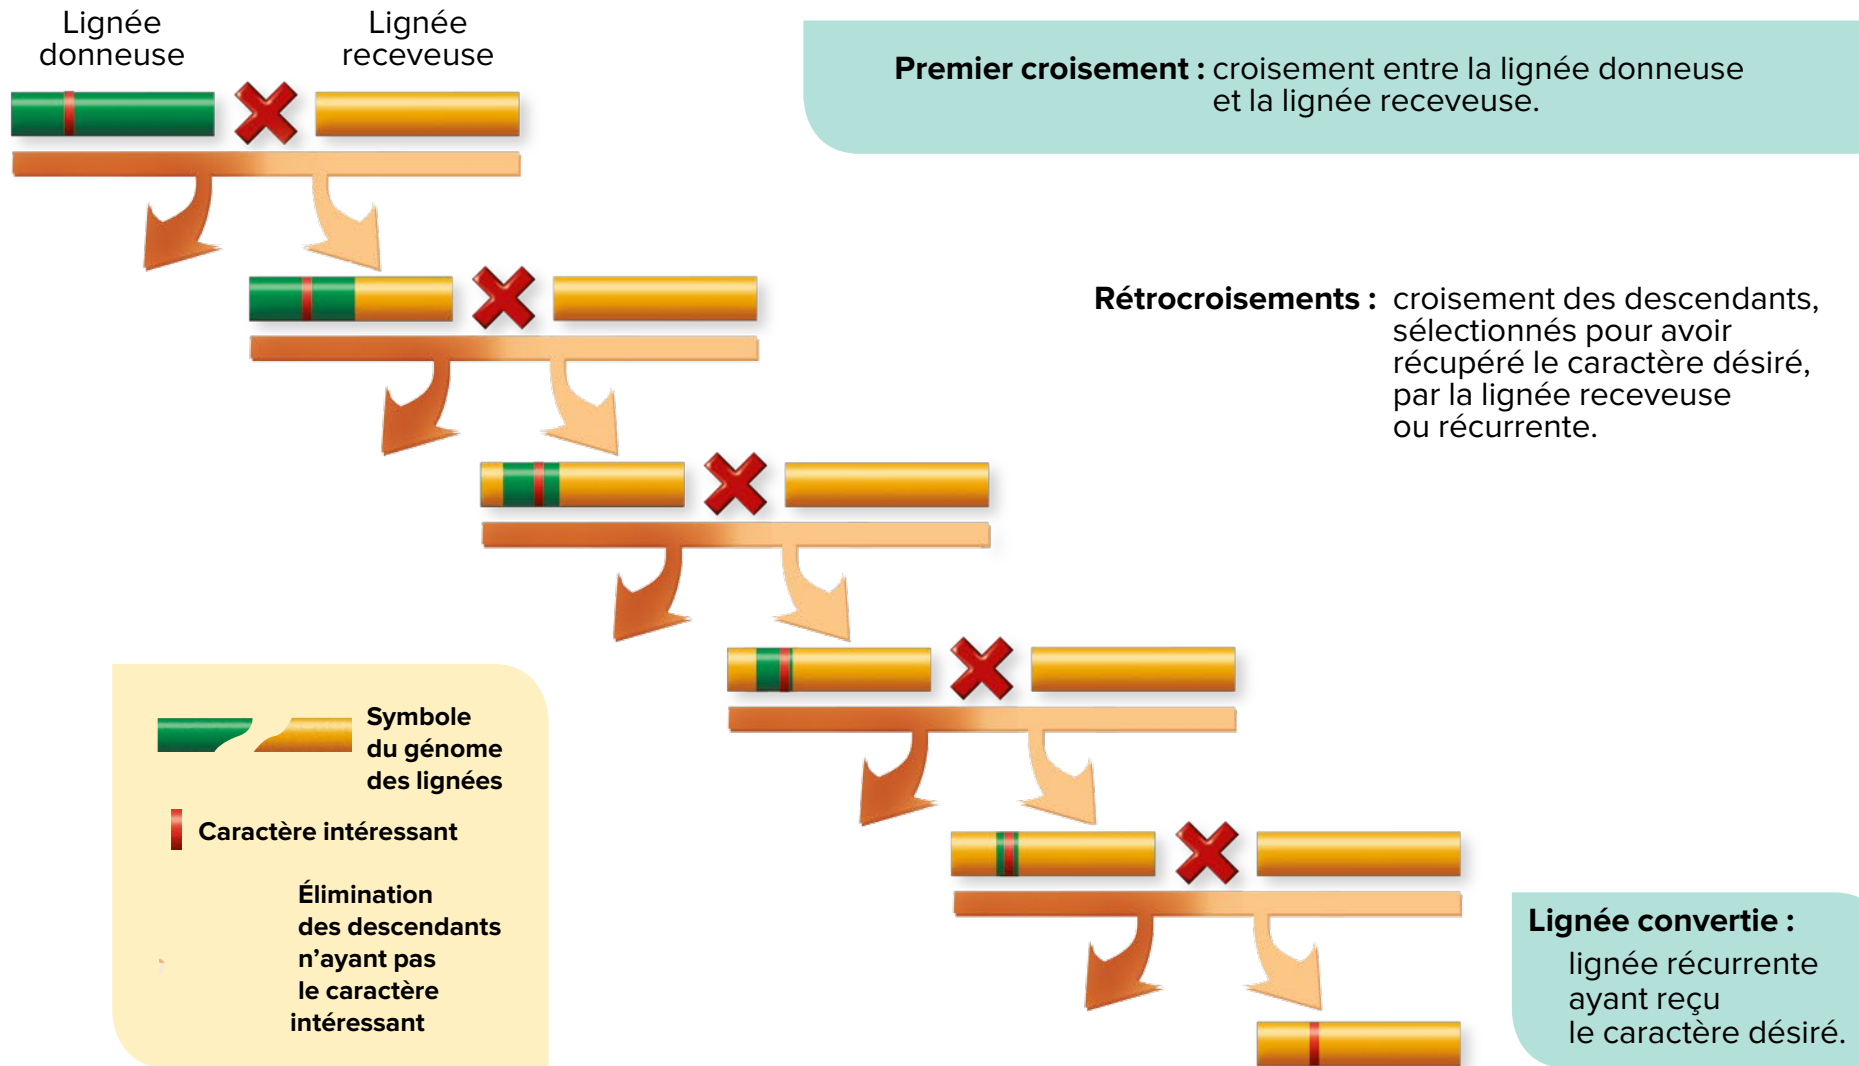 Lignée
donneuse
Lignée
receveuse
Premier croisement : croisement entre la lignée donneuse
et la lignée receveuse.
Rétrocroisements : croisement des descendants,
sélectionnés pour avoir
récupéré le caractère désiré,
par la lignée receveuse
ou récurrente.
Symbole
du génome
des lignées
Caractère intéressant
Élimination
des descendants
n’ayant pas
le caractère
intéressant
Lignée convertie :
lignée récurrente
ayant reçu
le caractère désiré.